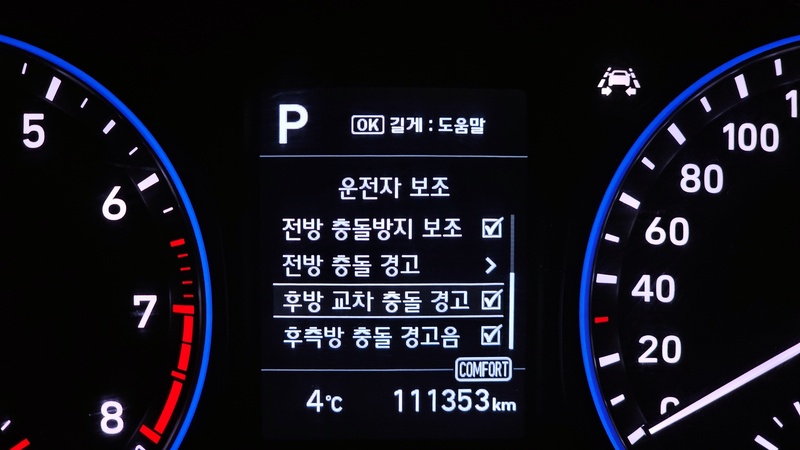 P
OK 길게 : 도움말
운전자 보조
전방 충돌방지 보조
전방 충돌 경고
후방 교차 충돌 경고
후측방 충돌 경고음
COMFORT
4℃ 111353km
5
6
7
8
100
80
60
40
20
0